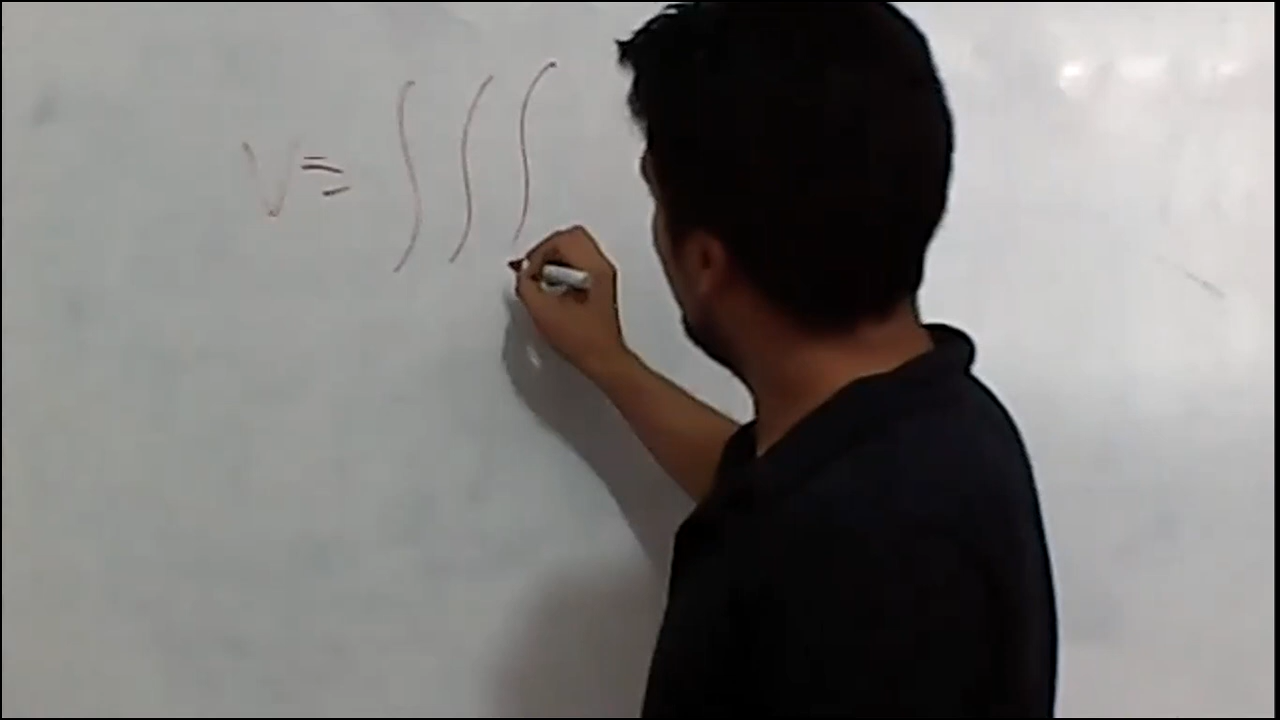 V = ∫ ∫ ∫